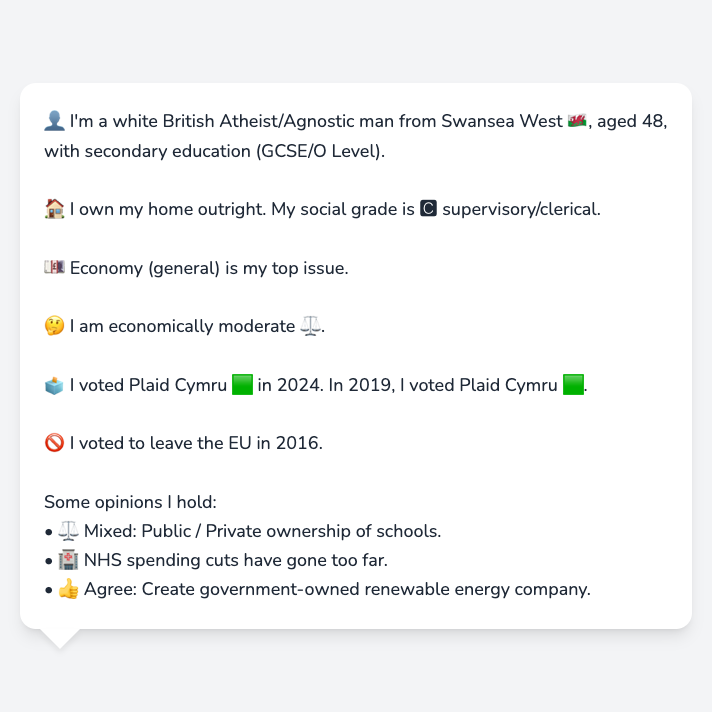 👤 I'm a white British Atheist/Agnostic man from Swansea West 🏴󠁧󠁢󠁷󠁬󠁳󠁿, aged 48,
with secondary education (GCSE/O Level).
🏠 I own my home outright. My social grade is 🅲 supervisory/clerical.
💷 Economy (general) is my top issue.
🤔 I am economically moderate ⚖️.
🗳️ I voted Plaid Cymru 🟩 in 2024. In 2019, I voted Plaid Cymru 🟩.
🚫 I voted to leave the EU in 2016.
Some opinions I hold:
• ⚖️ Mixed: Public / Private ownership of schools.
• 🏥 NHS spending cuts have gone too far.
• 👍 Agree: Create government-owned renewable energy company.